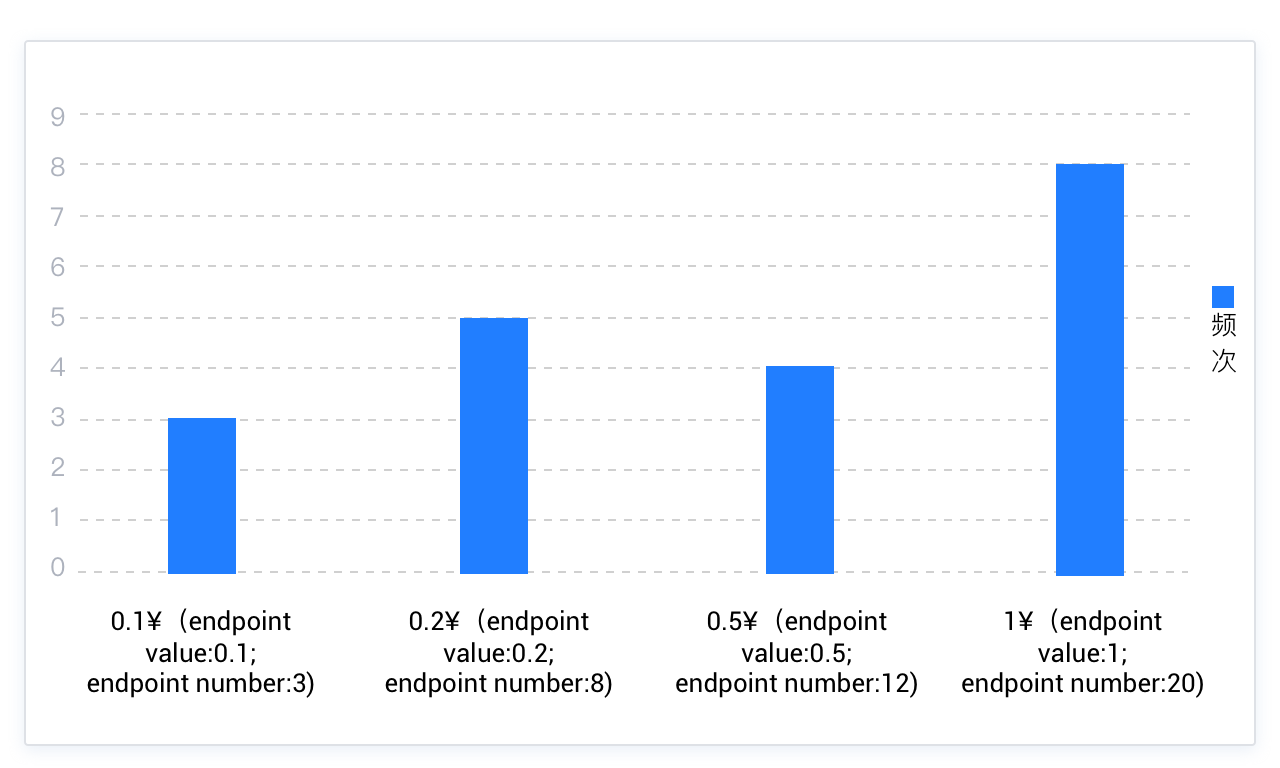 9
8
7
6
5
4
3
2
1
0
频
次
0.1¥（endpoint
value:0.1;
endpoint number:3)
0.2¥（endpoint
value:0.2;
endpoint number:8)
0.5¥（endpoint
value:0.5;
endpoint number:12)
1¥（endpoint
value:1;
endpoint number:20)